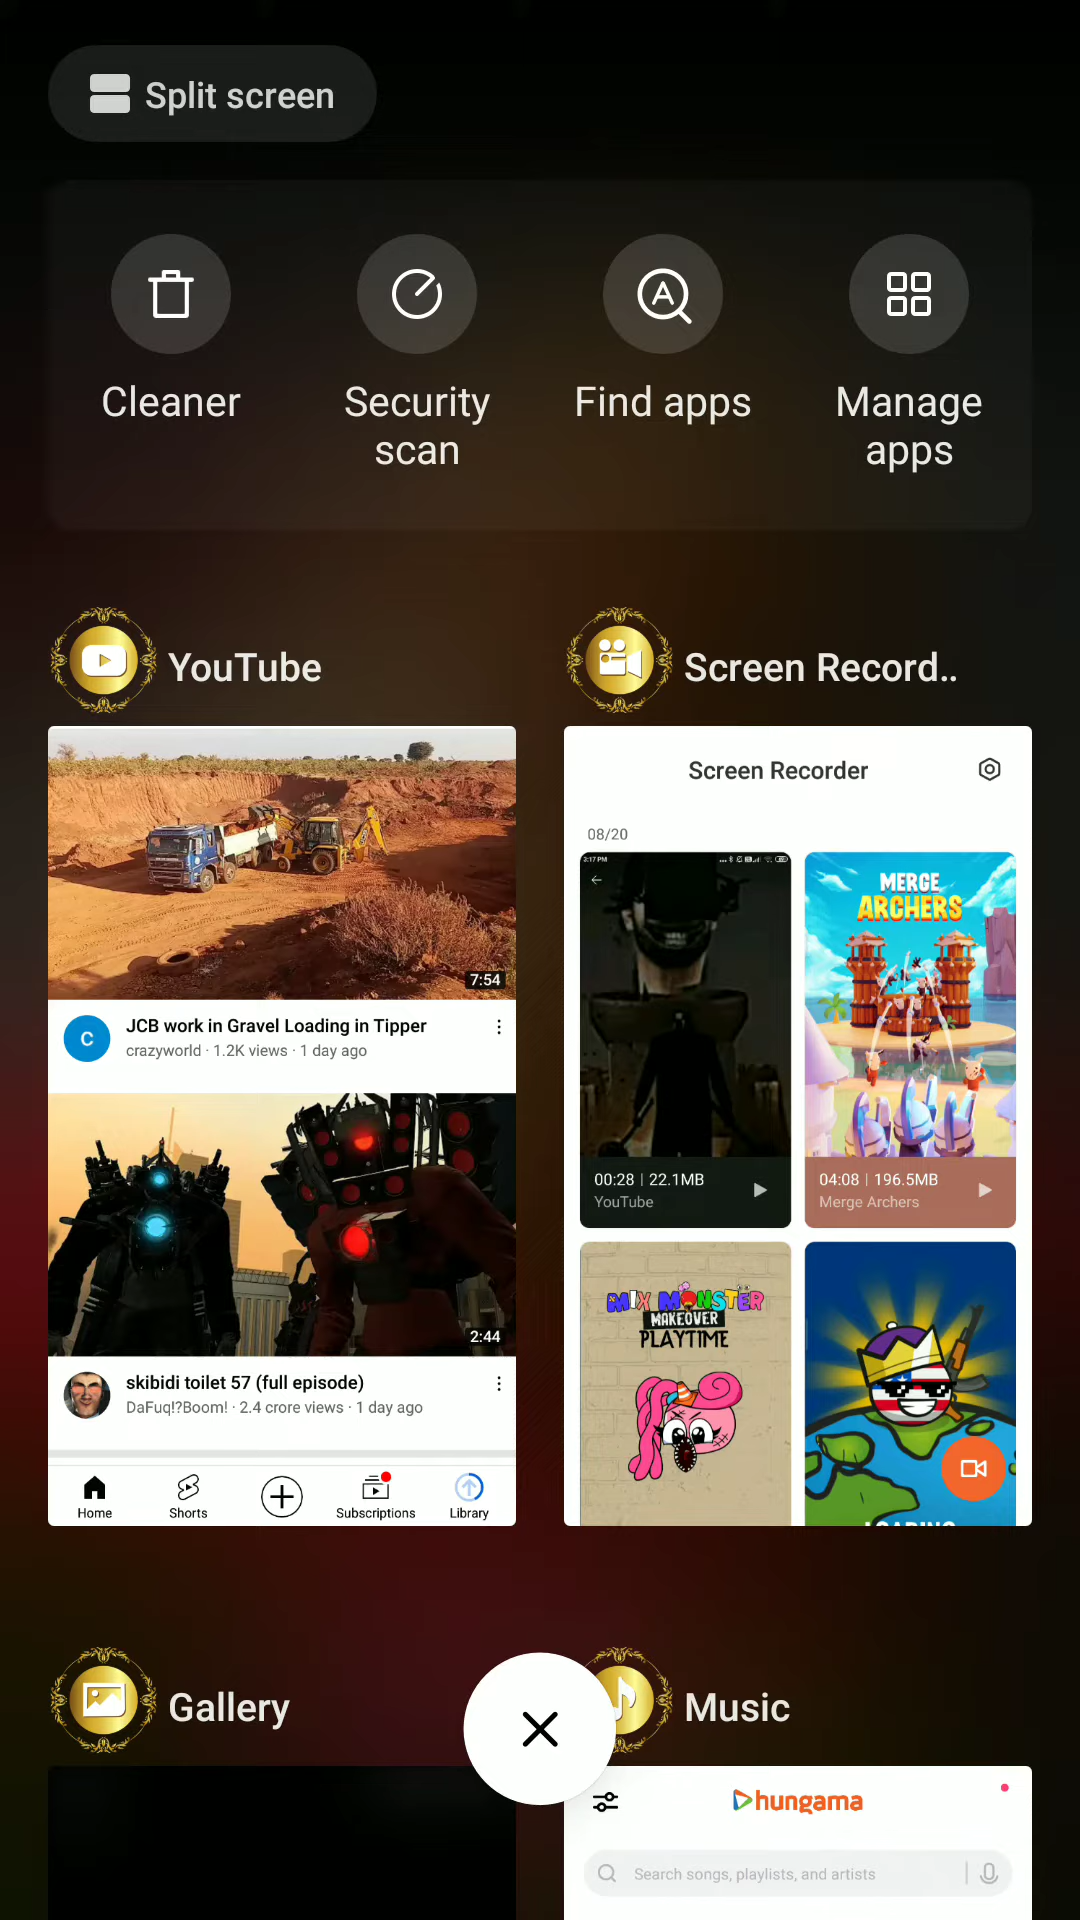 Split screen
Cleaner
Security scan
Find apps
Manage apps
YouTube
Screen Record..
7:54
C
JCB work in Gravel Loading in Tipper
crazyworld · 1.2K views · 1 day ago
2:44
skibidi toilet 57 (full episode)
DaFuq!?Boom! · 2.4 crore views · 1 day ago
Home
Shorts
Subscriptions
Library
Screen Recorder
08/20
3:17 PM
00:28 | 22.1MB
YouTube
MERGE
ARCHERS
04:08 | 196.5MB
Merge Archers
MIX MONSTER
MAKEOVER
PLAYTIME
LOADING
Gallery
Music
hungama
Search songs, playlists, and artists